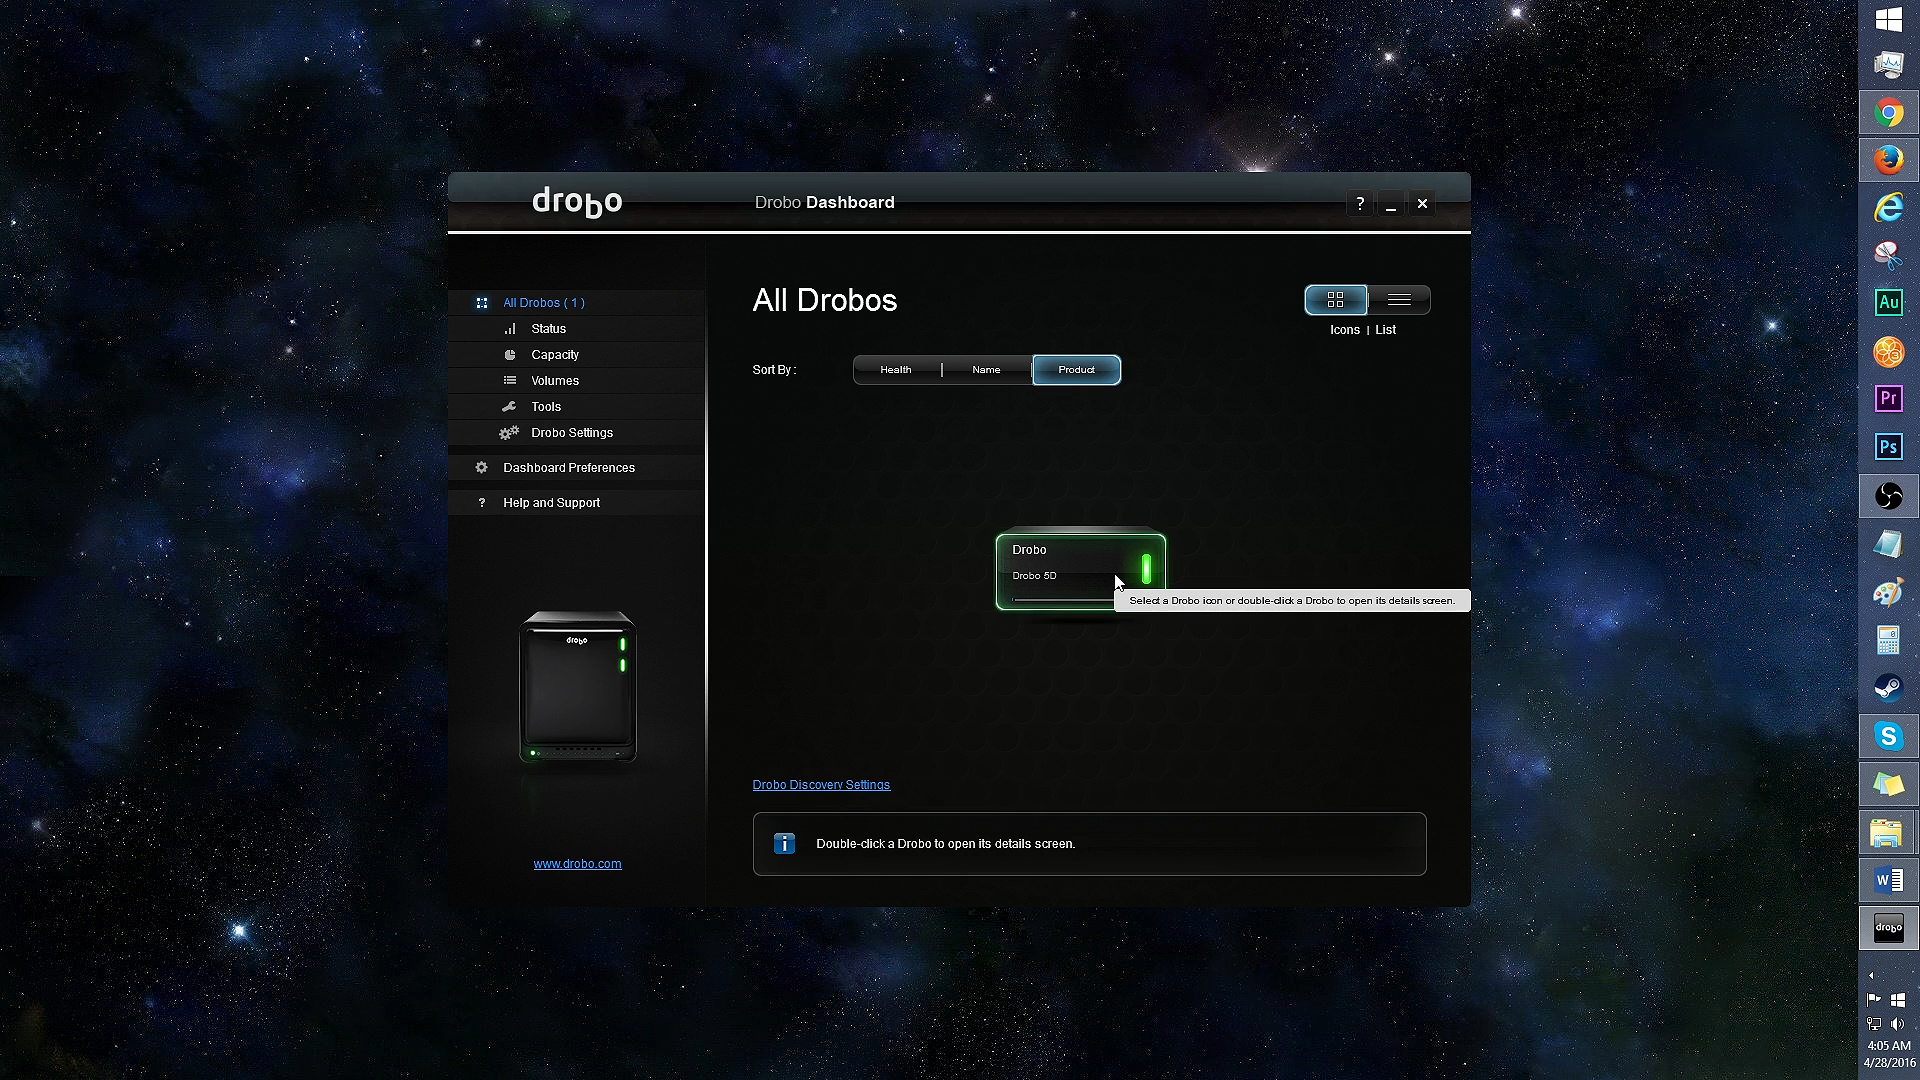 drobo
Drobo Dashboard
? _ ×
All Drobos ( 1 )
Status
Capacity
Volumes
Tools
Drobo Settings
Dashboard Preferences
? Help and Support
drobo
www.drobo.com
All Drobos
Icons | List
Sort By :
Health | Name | Product
Drobo
Drobo 5D
Select a Drobo icon or double-click a Drobo to open its details screen.
Drobo Discovery Settings
i Double-click a Drobo to open its details screen.
Au
3
Pr
Ps
S
W
drobo
4:05 AM
4/28/2016